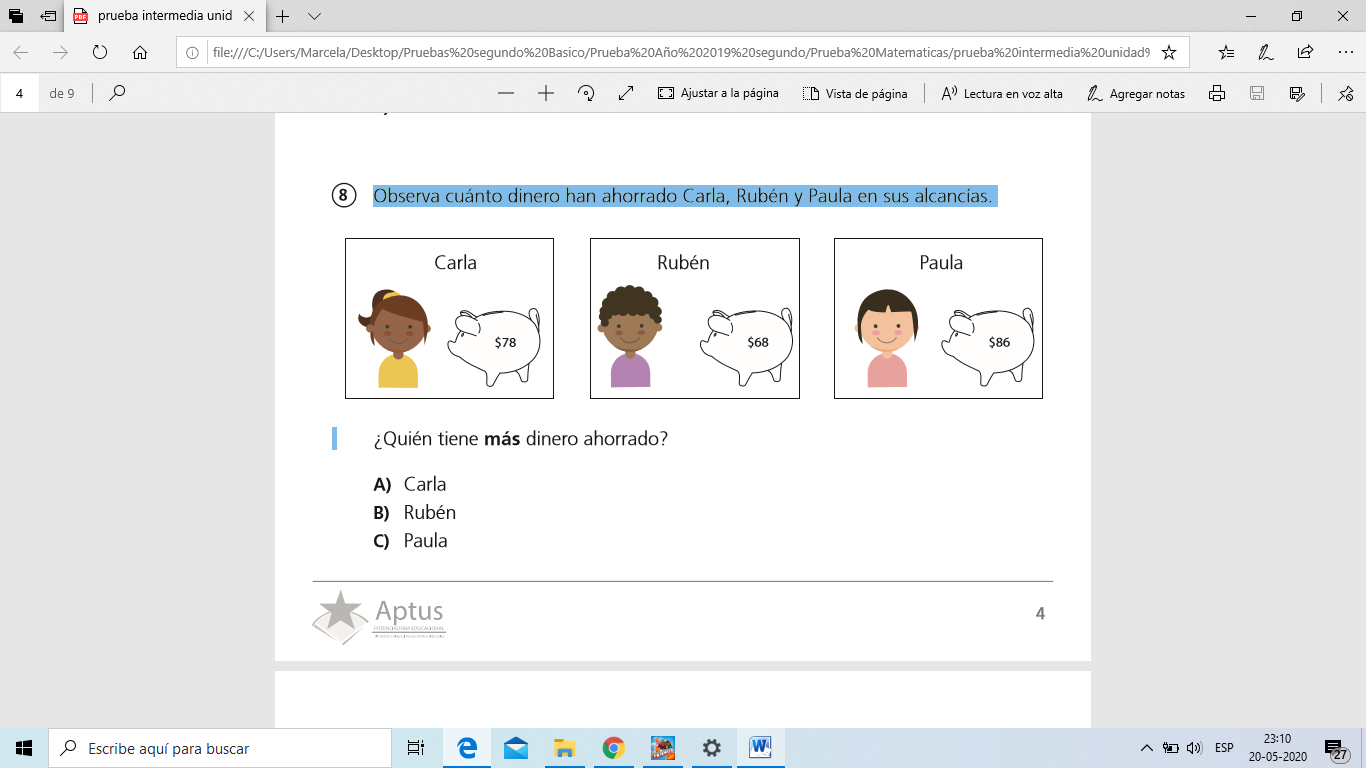 prueba intermedia unid
file:///C:/Users/Marcela/Desktop/Pruebas%20segundo%20Basico/Prueba%20Año%202019%20segundo/Prueba%20Matematicas/prueba%20intermedia%20unidad%
4 de 9
Ajustar a la página
Vista de página
Lectura en voz alta
Agregar notas
8 Observa cuánto dinero han ahorrado Carla, Rubén y Paula en sus alcancías.
Carla
Rubén
Paula
$78
$68
$86
¿Quién tiene más dinero ahorrado?
A) Carla
B) Rubén
C) Paula
Aptus
POTENCIADORA EDUCACIONAL
4
Escribe aquí para buscar
ESP
23:10
20-05-2020
27